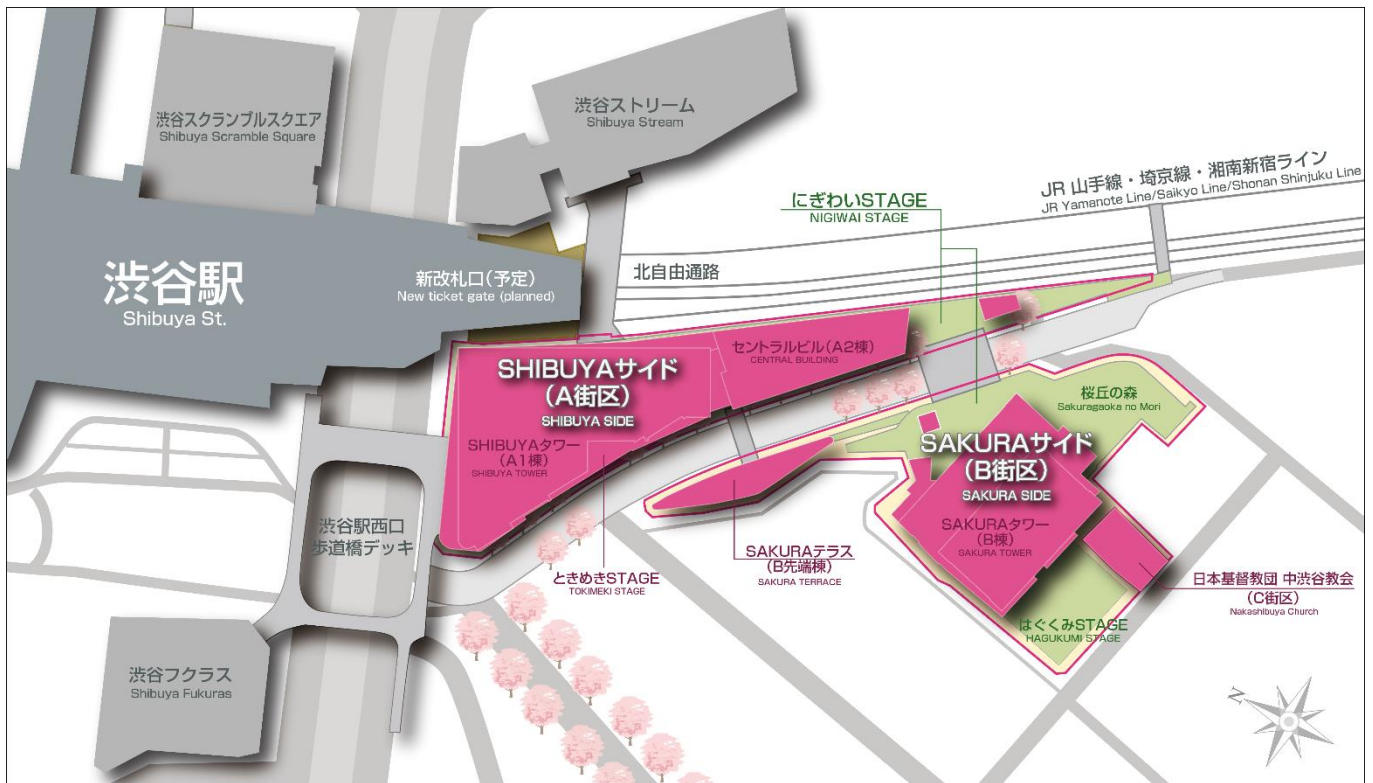 渋谷スクランブルスクエア
Shibuya Scramble Square
渋谷ストリーム
Shibuya Stream
JR 山手線・埼京線・湘南新宿ライン
JR Yamanote Line/Saikyo Line/Shonan Shinjuku Line
にぎわいSTAGE
NIGIWAI STAGE
渋谷駅
Shibuya St.
新改札口(予定)
New ticket gate (planned)
北自由通路
セントラルビル(A2棟)
CENTRAL BUILDING
SHIBUYAサイド
(A街区)
SHIBUYA SIDE
SHIBUYAタワー
(A1棟)
SHIBUYA TOWER
桜丘の森
Sakuragaoka no Mori
SAKURAサイド
(B街区)
SAKURA SIDE
SAKURAタワー
(B棟)
SAKURA TOWER
渋谷駅西口
歩道橋デッキ
ときめきSTAGE
TOKIMEKI STAGE
SAKURAテラス
(B先端棟)
SAKURA TERRACE
日本基督教団 中渋谷教会
(C街区)
Nakashibuya Church
はぐくみSTAGE
HAGUKUMI STAGE
渋谷フクラス
Shibuya Fukuras
N